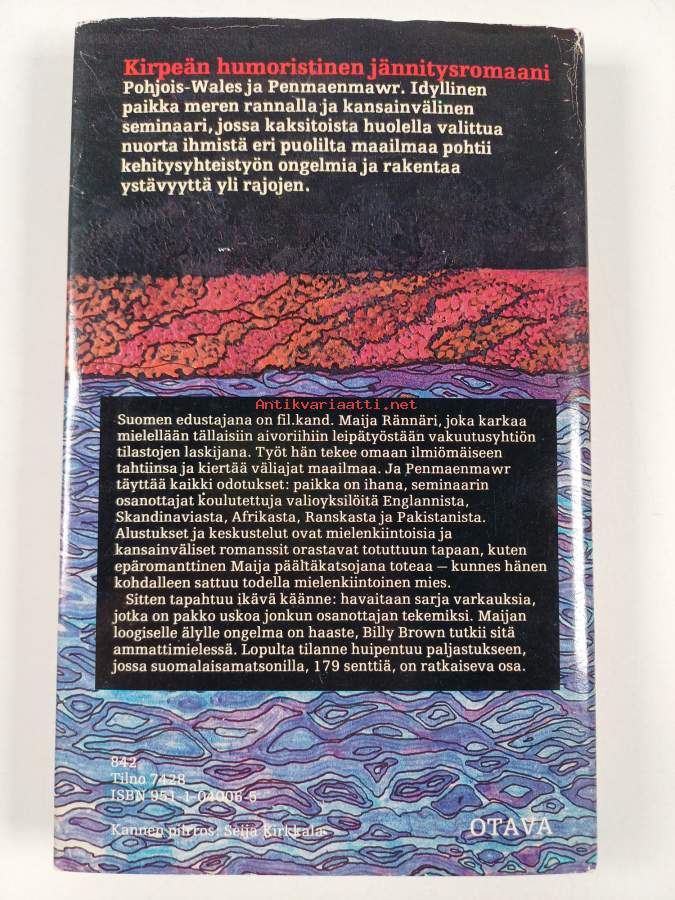 Kirpeän humoristinen jännitysromaani
Pohjois-Wales ja Penmaenmawr. Idyllinen
paikka meren rannalla ja kansainvälinen
seminaari, jossa kaksitoista huolella valittua
nuorta ihmistä eri puolilta maailmaa pohtii
kehitysyhteistyön ongelmia ja rakentaa
ystävyyttä yli rajojen.
Antikvariaatti.net
Suomen edustajana on fil.kand. Maija Rännäri, joka karkaa
mielellään tällaisiin aivoriihiin leipätyöstään vakuutusyhtiön
tilastojen laskijana. Työt hän tekee omaan ilmiömäiseen
tahtiinsa ja kiertää väliajat maailmaa. Ja Penmaenmawr
täyttää kaikki odotukset: paikka on ihana, seminaarin
osanottajat koulutettuja valioyksilöitä Englannista,
Skandinaviasta, Afrikasta, Ranskasta ja Pakistanista.
Alustukset ja keskustelut ovat mielenkiintoisia ja
kansainväliset romanssit orastavat totuttuun tapaan, kuten
epäromanttinen Maija päältäkatsojana toteaa – kunnes hänen
kohdalleen sattuu todella mielenkiintoinen mies.
Sitten tapahtuu ikävä käänne: havaitaan sarja varkauksia,
jotka on pakko uskoa jonkun osanottajan tekemiksi. Maijan
loogiselle älylle ongelma on haaste, Billy Brown tutkii sitä
ammattimielessä. Lopulta tilanne huipentuu paljastukseen,
jossa suomalaisamatsonilla, 179 senttiä, on ratkaiseva osa.
842
Tilno 7428
ISBN 951-1-04006-5
Kannen piirros: Seija Kirkkala
OTAVA